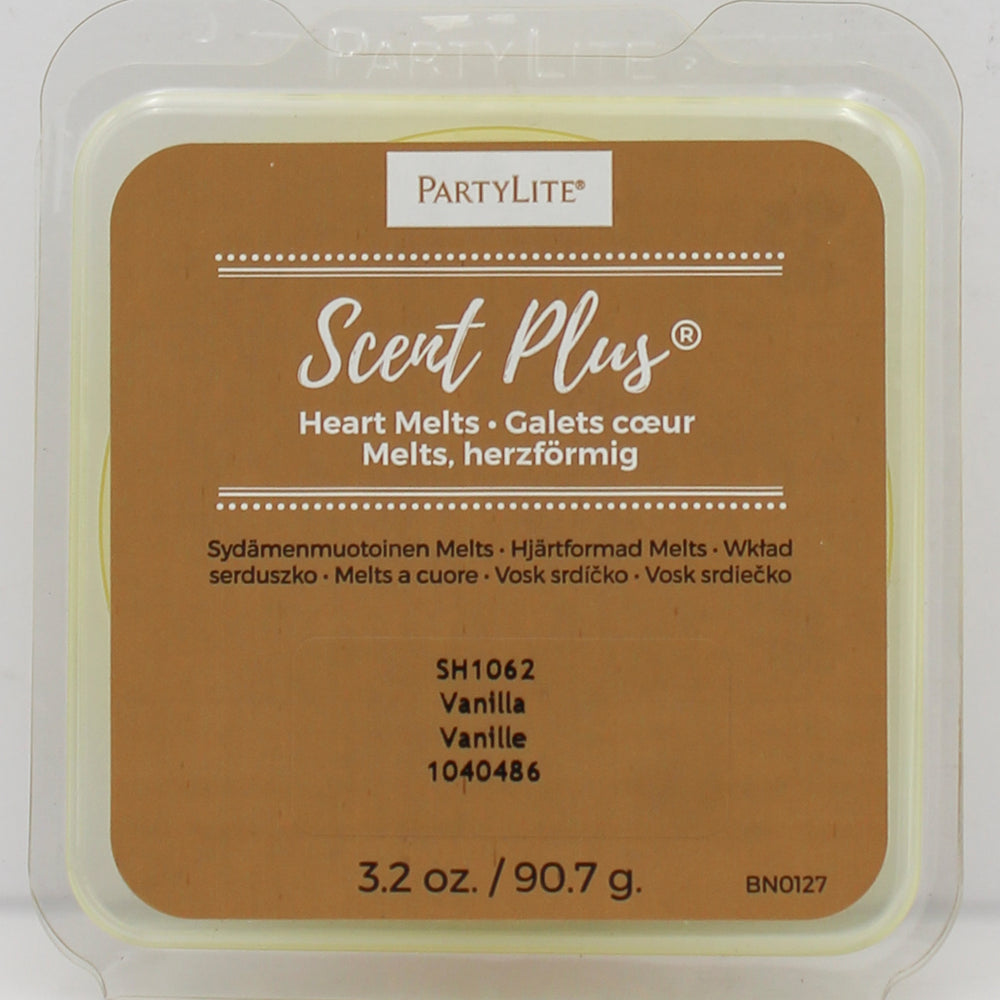 PARTYLITE
PARTYLITE®
Scent Plus®
Heart Melts • Galets cœur
Melts, herzförmig
Sydämenmuotoinen Melts • Hjärtformad Melts • Wkład
serduszko • Melts a cuore • Vosk srdíčko • Vosk srdiečko
SH1062
Vanilla
Vanille
1040486
3.2 oz. / 90.7 g.
BN0127